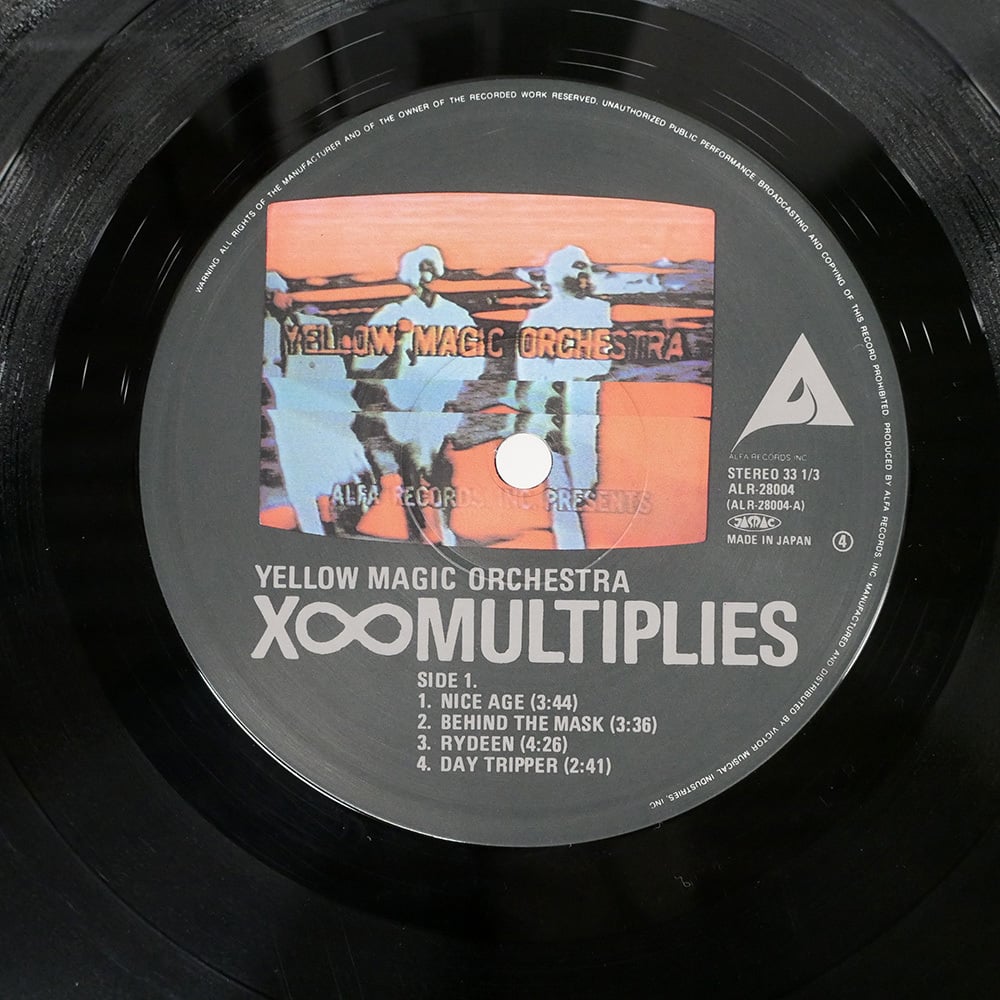 WARNING ALL RIGHTS OF THE MANUFACTURER AND OF THE OWNER OF THE RECORDED WORK RESERVED. UNAUTHORIZED PUBLIC PERFORMANCE, BROADCASTING AND COPYING OF THIS RECORD PROHIBITED. PRODUCED BY ALFA RECORDS, INC. MANUFACTURED AND DISTRIBUTED BY VICTOR MUSICAL INDUSTRIES, INC.
YELLOW MAGIC ORCHESTRA
ALFA RECORDS, INC. PRESENTS
ALFA RECORDS, INC.
STEREO 33 1/3
ALR-28004
(ALR-28004-A)
JASRAC
MADE IN JAPAN ④
YELLOW MAGIC ORCHESTRA
X∞MULTIPLIES
SIDE 1.
1. NICE AGE (3:44)
2. BEHIND THE MASK (3:36)
3. RYDEEN (4:26)
4. DAY TRIPPER (2:41)